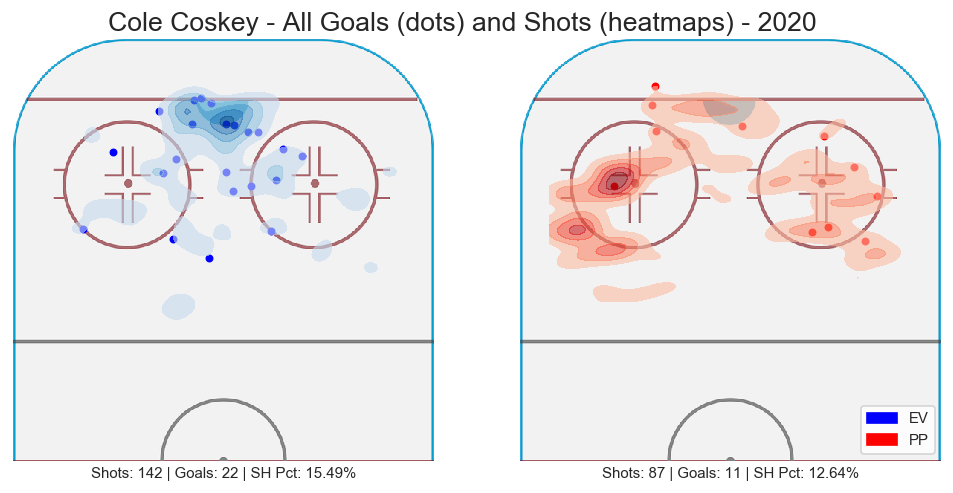 Cole Coskey - All Goals (dots) and Shots (heatmaps) - 2020
EV
PP
Shots: 142 | Goals: 22 | SH Pct: 15.49%
Shots: 87 | Goals: 11 | SH Pct: 12.64%